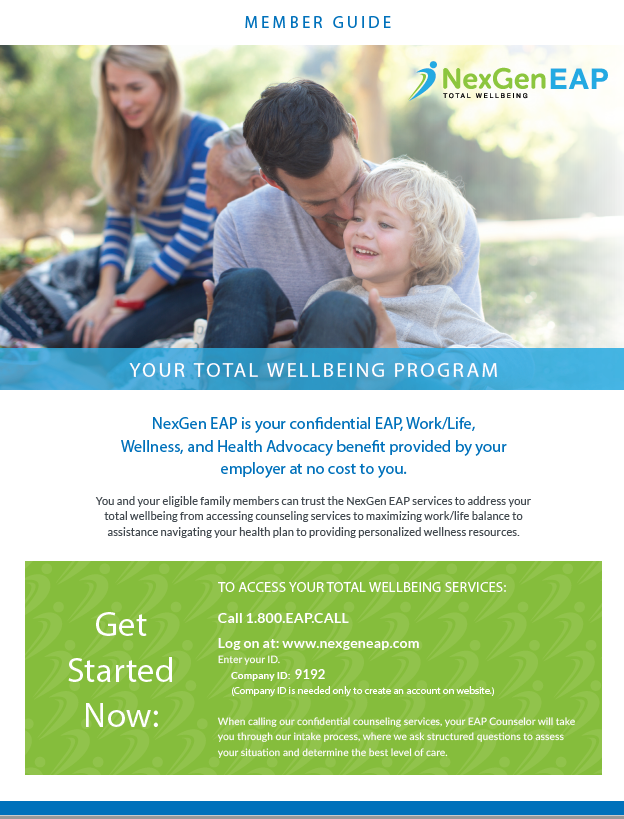 MEMBER GUIDE
NexGenEAP
TOTAL WELLBEING
YOUR TOTAL WELLBEING PROGRAM
NexGen EAP is your confidential EAP, Work/Life,
Wellness, and Health Advocacy benefit provided by your
employer at no cost to you.
You and your eligible family members can trust the NexGen EAP services to address your
total wellbeing from accessing counseling services to maximizing work/life balance to
assistance navigating your health plan to providing personalized wellness resources.
Get
Started
Now:
TO ACCESS YOUR TOTAL WELLBEING SERVICES:
Call 1.800.EAP.CALL
Log on at: www.nexgeneap.com
Enter your ID.
Company ID: 9192
(Company ID is needed only to create an account on website.)
When calling our confidential counseling services, your EAP Counselor will take
you through our intake process, where we ask structured questions to assess
your situation and determine the best level of care.